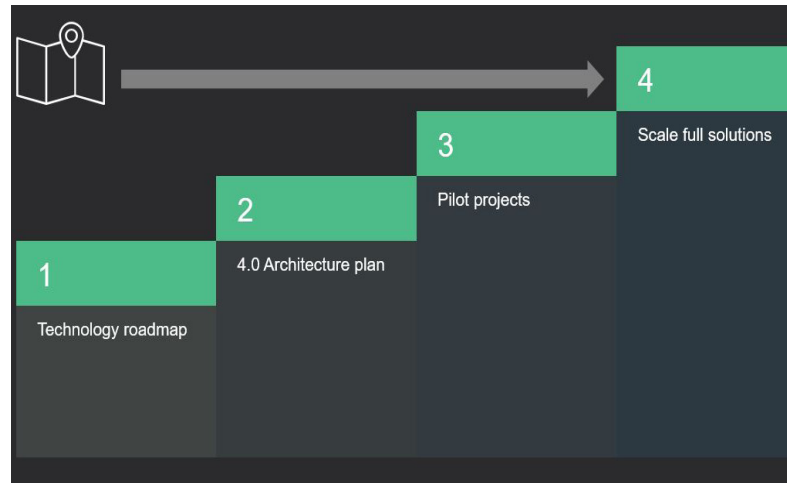 1
Technology roadmap
2
4.0 Architecture plan
3
Pilot projects
4
Scale full solutions